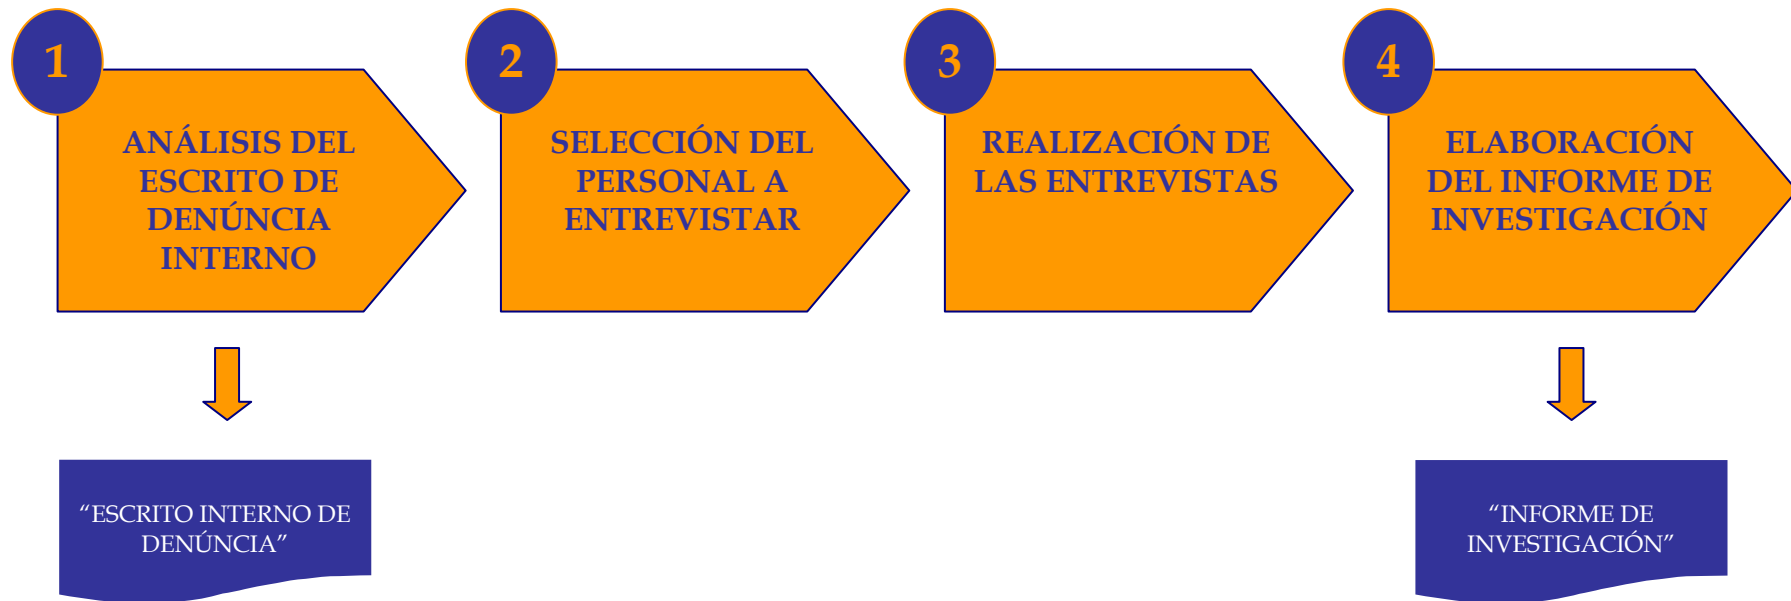 1
ANÁLISIS DEL
ESCRITO DE
DENÚNCIA
INTERNO
2
SELECCIÓN DEL
PERSONAL A
ENTREVISTAR
3
REALIZACIÓN DE
LAS ENTREVISTAS
4
ELABORACIÓN
DEL INFORME DE
INVESTIGACIÓN
“ESCRITO INTERNO DE
DENÚNCIA”
“INFORME DE
INVESTIGACIÓN”